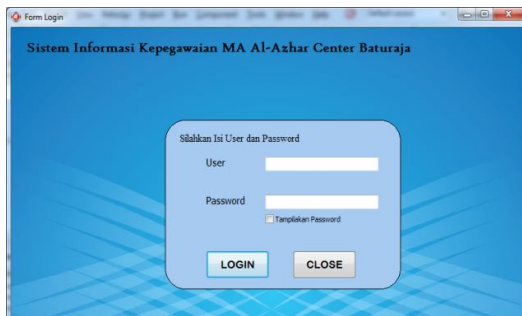 Form Login
Sistem Informasi Kepegawaian MA Al-Azhar Center Baturaja
Silahkan Isi User dan Password
User
Password
Tampilakan Password
LOGIN
CLOSE